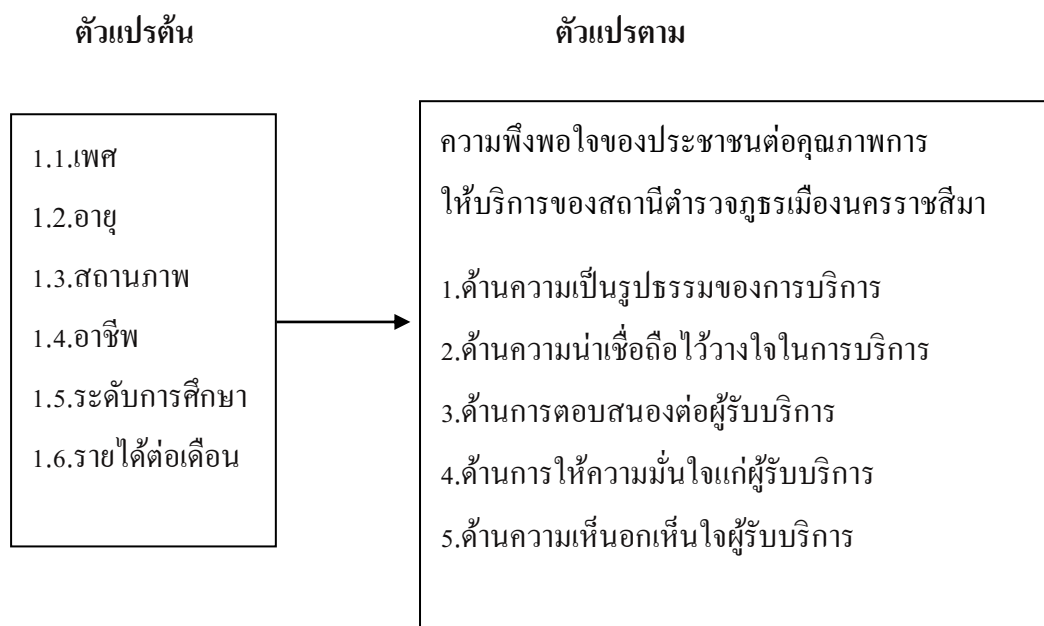 ตัวแปรต้น
ตัวแปรตาม
1.1.เพศ
1.2.อายุ
1.3.สถานภาพ
1.4.อาชีพ
1.5.ระดับการศึกษา
1.6.รายได้ต่อเดือน
ความพึงพอใจของประชาชนต่อคุณภาพการ
ให้บริการของสถานีตำรวจภูธรเมืองนครราชสีมา
1.ด้านความเป็นรูปธรรมของการบริการ
2.ด้านความน่าเชื่อถือไว้วางใจในการบริการ
3.ด้านการตอบสนองต่อผู้รับบริการ
4.ด้านการให้ความมั่นใจแก่ผู้รับบริการ
5.ด้านความเห็นอกเห็นใจผู้รับบริการ